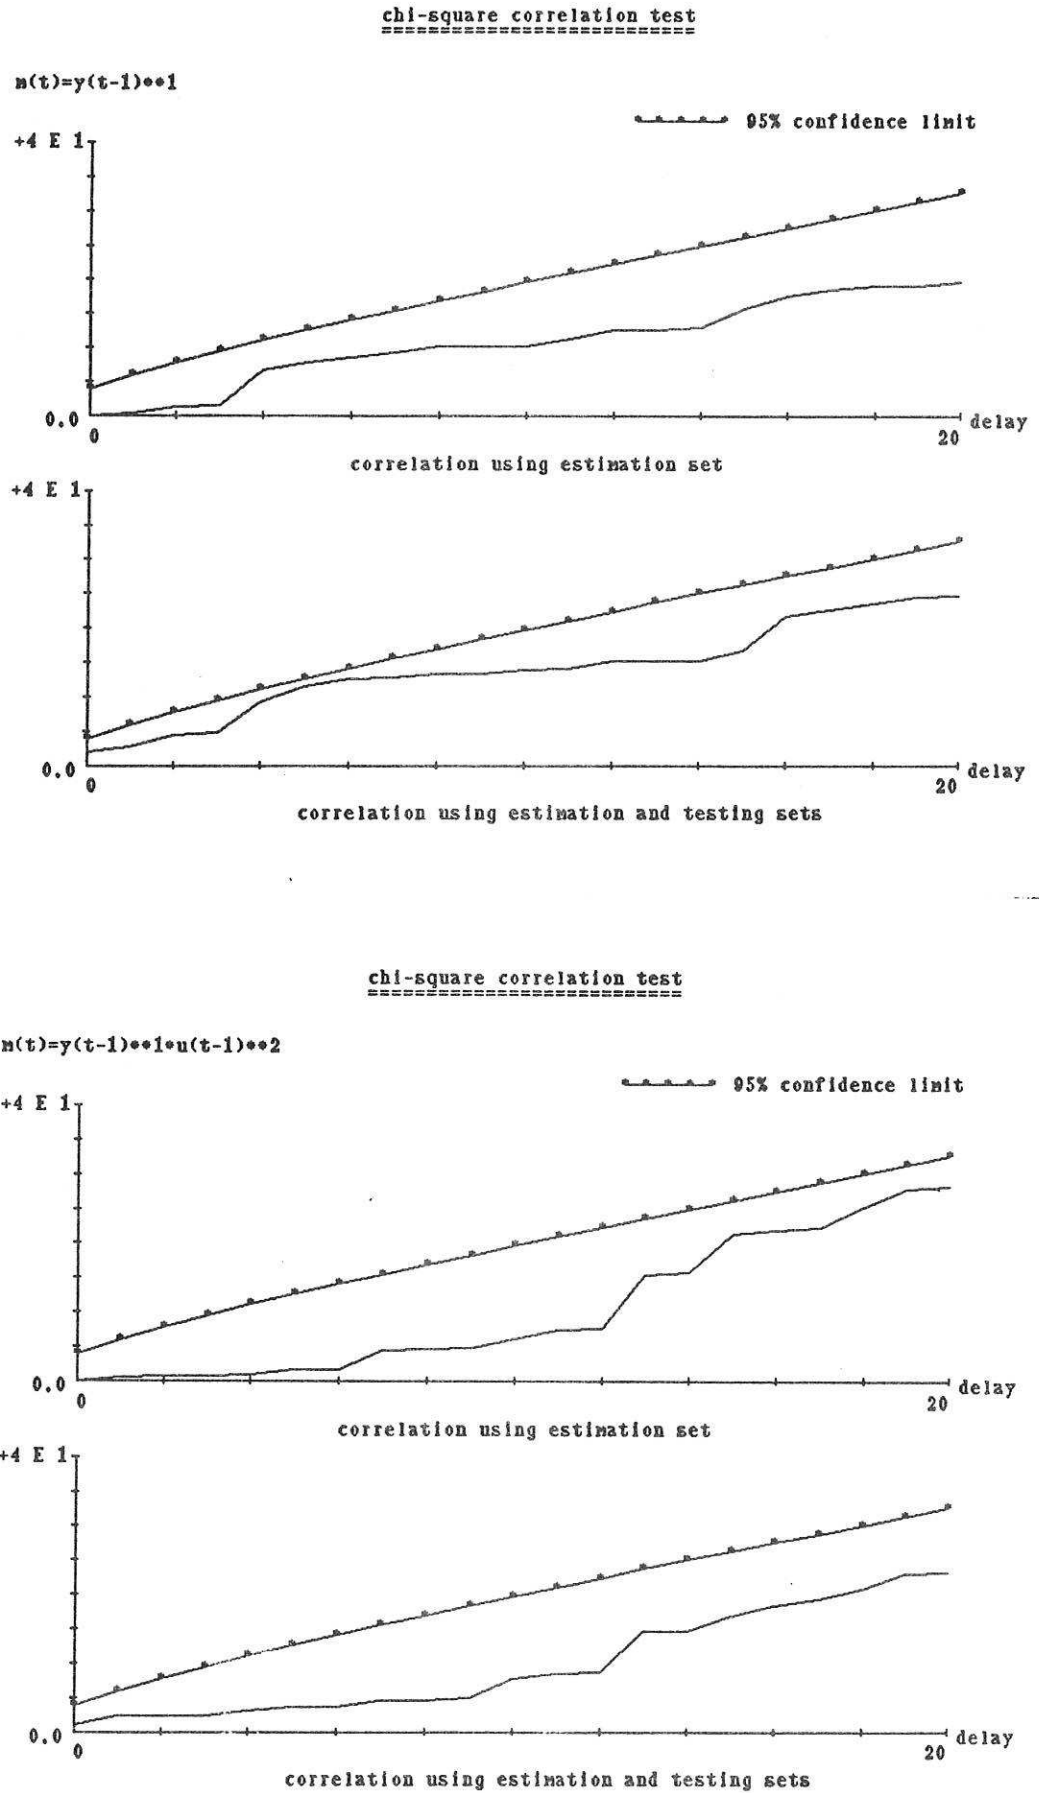 chi-square correlation test
m(t)=y(t-1)**1
95% confidence limit
+4 E 1
0.0
0
20
delay
correlation using estimation set
+4 E 1
0.0
0
20
delay
correlation using estimation and testing sets
chi-square correlation test
m(t)=y(t-1)**1*u(t-1)**2
95% confidence limit
+4 E 1
0.0
0
20
delay
correlation using estimation set
+4 E 1
0.0
0
20
delay
correlation using estimation and testing sets